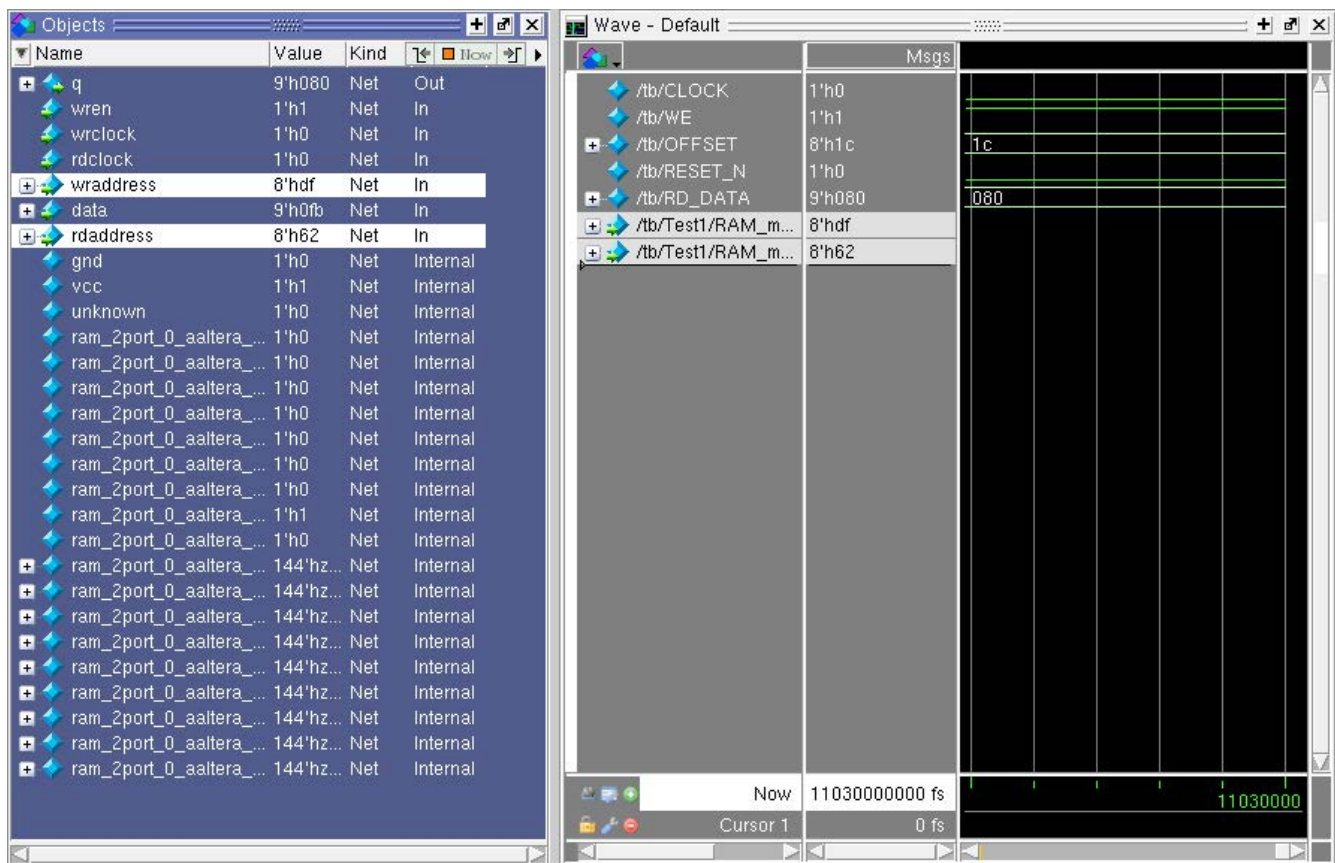 Objects
Name Value Kind Now
q 9'h080 Net Out
wren 1'h1 Net In
wrclock 1'h0 Net In
rdclock 1'h0 Net In
wraddress 8'hdf Net In
data 9'h0fb Net In
rdaddress 8'h62 Net In
gnd 1'h0 Net Internal
vcc 1'h1 Net Internal
unknown 1'h0 Net Internal
ram_2port_0_aaltera_... 1'h0 Net Internal
ram_2port_0_aaltera_... 1'h0 Net Internal
ram_2port_0_aaltera_... 1'h0 Net Internal
ram_2port_0_aaltera_... 1'h0 Net Internal
ram_2port_0_aaltera_... 1'h0 Net Internal
ram_2port_0_aaltera_... 1'h0 Net Internal
ram_2port_0_aaltera_... 1'h0 Net Internal
ram_2port_0_aaltera_... 1'h1 Net Internal
ram_2port_0_aaltera_... 1'h0 Net Internal
ram_2port_0_aaltera_... 144'hz... Net Internal
ram_2port_0_aaltera_... 144'hz... Net Internal
ram_2port_0_aaltera_... 144'hz... Net Internal
ram_2port_0_aaltera_... 144'hz... Net Internal
ram_2port_0_aaltera_... 144'hz... Net Internal
ram_2port_0_aaltera_... 144'hz... Net Internal
ram_2port_0_aaltera_... 144'hz... Net Internal
ram_2port_0_aaltera_... 144'hz... Net Internal
ram_2port_0_aaltera_... 144'hz... Net Internal
Wave - Default
Msgs
/tb/CLOCK 1'h0
/tb/WE 1'h1
/tb/OFFSET 8'h1c 1c
/tb/RESET_N 1'h0
/tb/RD_DATA 9'h080 080
/tb/Test1/RAM_m... 8'hdf
/tb/Test1/RAM_m... 8'h62
Now 11030000000 fs 11030000
Cursor 1 0 fs